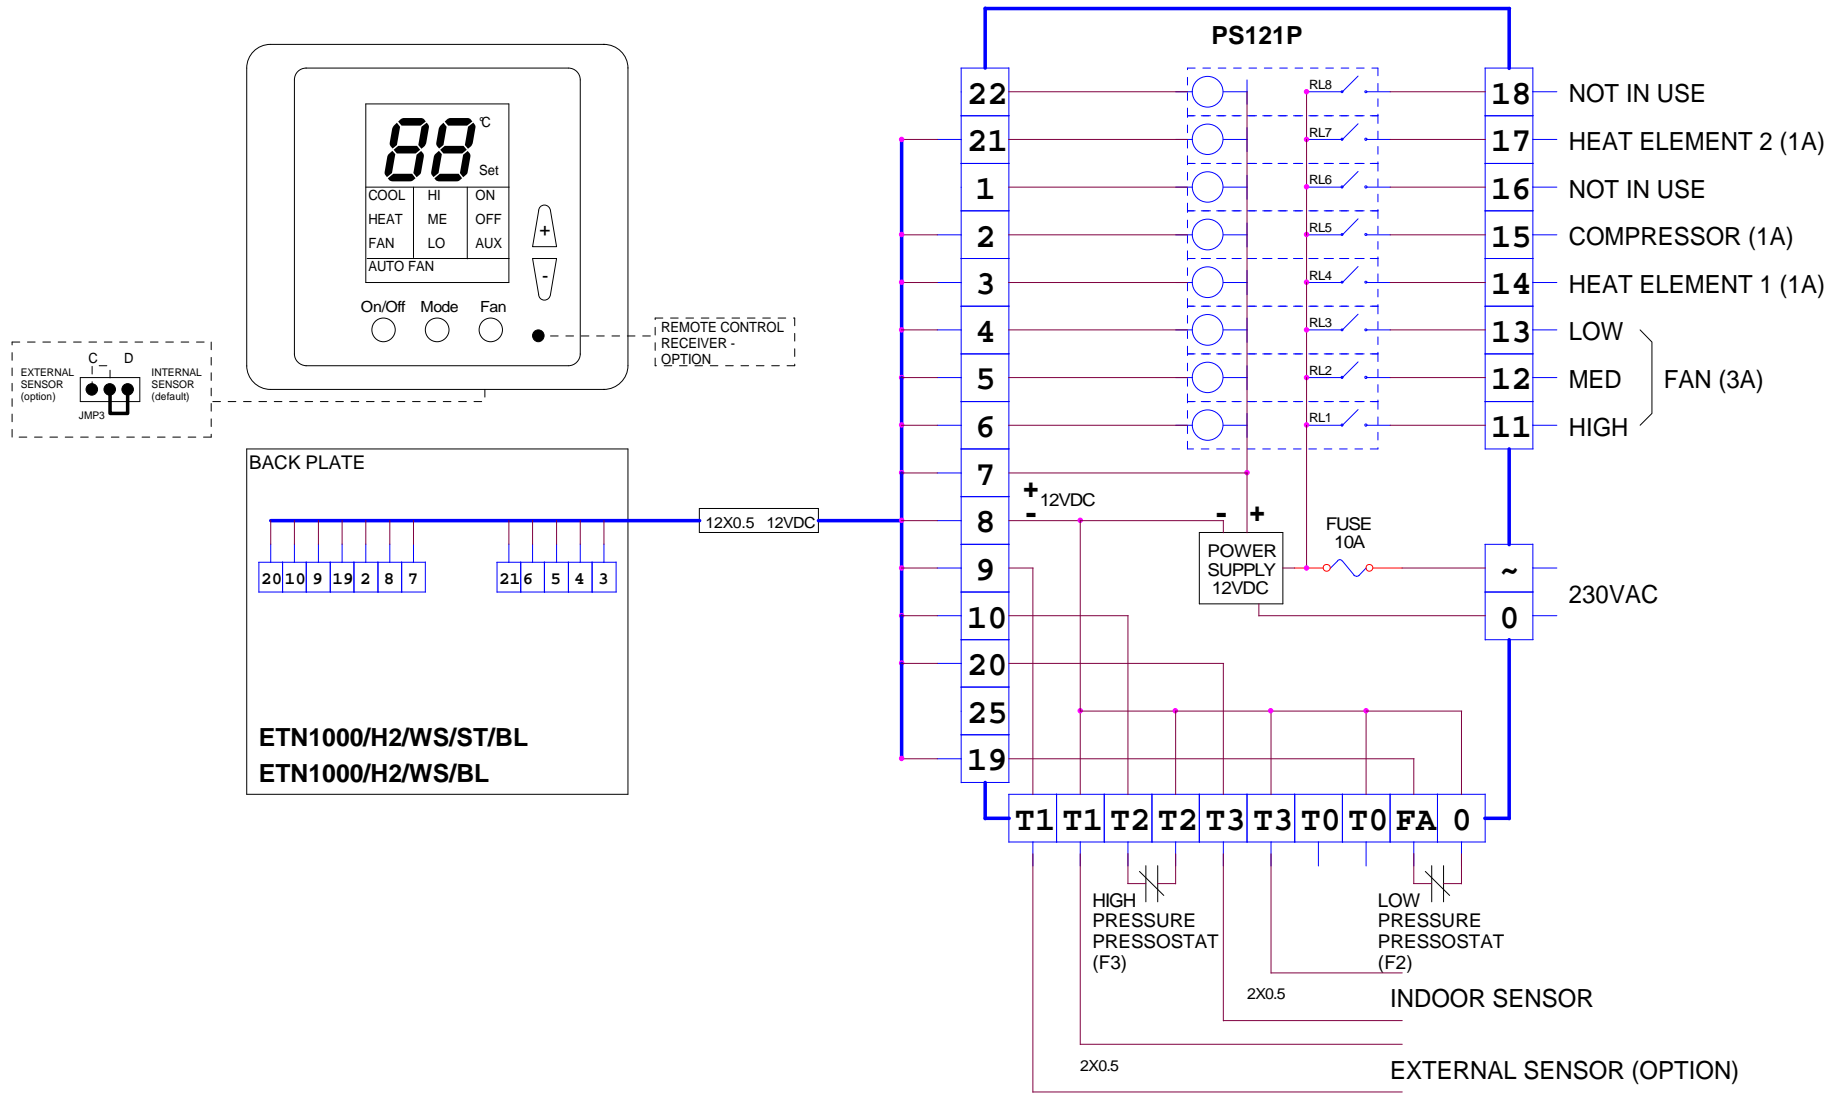 PS121P
88 °C
Set
COOL HI ON
HEAT ME OFF
FAN LO AUX
AUTO FAN
+
-
On/Off Mode Fan
REMOTE CONTROL
RECEIVER -
OPTION
C D
EXTERNAL
SENSOR
(option)
INTERNAL
SENSOR
(default)
JMP3
BACK PLATE
20 10 9 19 2 8 7
21 6 5 4 3
12X0.5 12VDC
ETN1000/H2/WS/ST/BL
ETN1000/H2/WS/BL
22 RL8 18 NOT IN USE
21 RL7 17 HEAT ELEMENT 2 (1A)
1 RL6 16 NOT IN USE
2 RL5 15 COMPRESSOR (1A)
3 RL4 14 HEAT ELEMENT 1 (1A)
4 RL3 13 LOW
5 RL2 12 MED FAN (3A)
6 RL1 11 HIGH
7
+ 12VDC
-
8
- +
FUSE
10A
POWER
SUPPLY
12VDC
9
~
230VAC
10
0
20
25
19
T1 T1 T2 T2 T3 T3 T0 T0 FA 0
HIGH
PRESSURE
PRESSOSTAT
(F3)
LOW
PRESSURE
PRESSOSTAT
(F2)
2X0.5
INDOOR SENSOR
2X0.5
EXTERNAL SENSOR (OPTION)